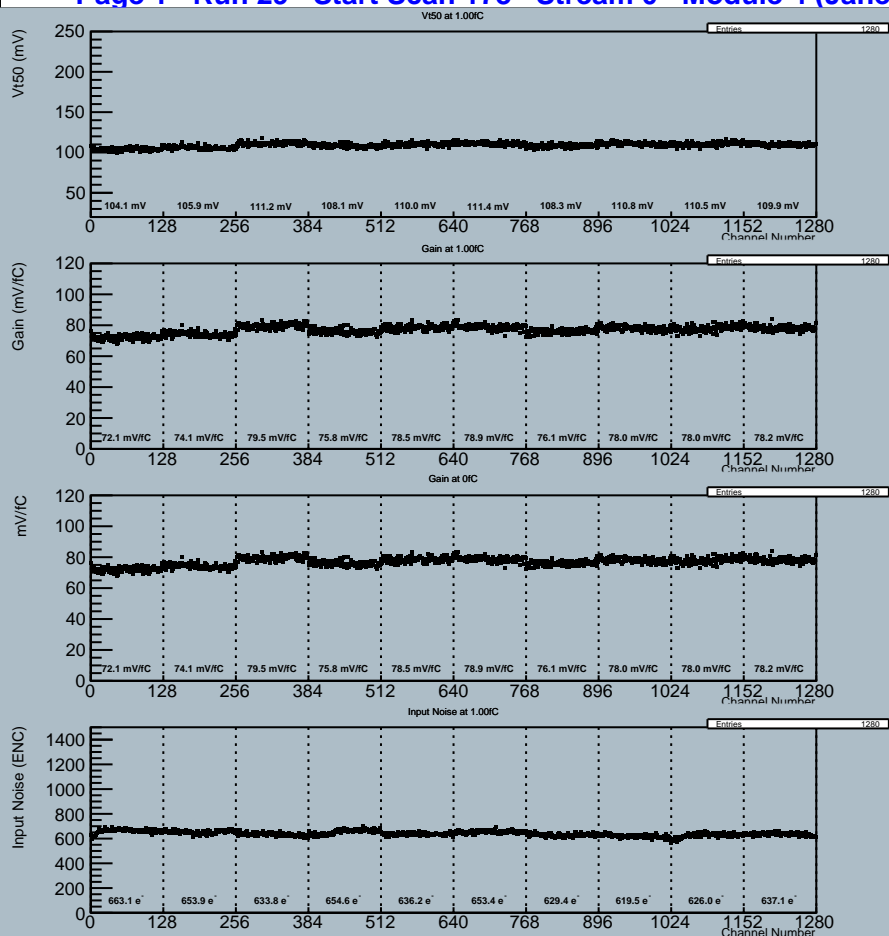 Vt50 at 1.00fC
Entries 1280
Vt50 (mV)
250
200
150
100
50
104.1 mV 105.9 mV 111.2 mV 108.1 mV 110.0 mV 111.4 mV 108.3 mV 110.8 mV 110.5 mV 109.9 mV
0 128 256 384 512 640 768 896 1024 1152 1280
Channel Number
Gain at 1.00fC
Entries 1280
Gain (mV/fC)
120
100
80
60
40
20
0
72.1 mV/fC 74.1 mV/fC 79.5 mV/fC 75.8 mV/fC 78.5 mV/fC 78.9 mV/fC 76.1 mV/fC 78.0 mV/fC 78.0 mV/fC 78.2 mV/fC
0 128 256 384 512 640 768 896 1024 1152 1280
Channel Number
Gain at 0fC
Entries 1280
mV/fC
120
100
80
60
40
20
0
72.1 mV/fC 74.1 mV/fC 79.5 mV/fC 75.8 mV/fC 78.5 mV/fC 78.9 mV/fC 76.1 mV/fC 78.0 mV/fC 78.0 mV/fC 78.2 mV/fC
0 128 256 384 512 640 768 896 1024 1152 1280
Channel Number
Input Noise at 1.00fC
Entries 1280
Input Noise (ENC)
1400
1200
1000
800
600
400
200
0
663.1 e⁻ 653.9 e⁻ 633.8 e⁻ 654.6 e⁻ 636.2 e⁻ 653.4 e⁻ 629.4 e⁻ 619.5 e⁻ 626.0 e⁻ 637.1 e⁻
0 128 256 384 512 640 768 896 1024 1152 1280
Channel Number